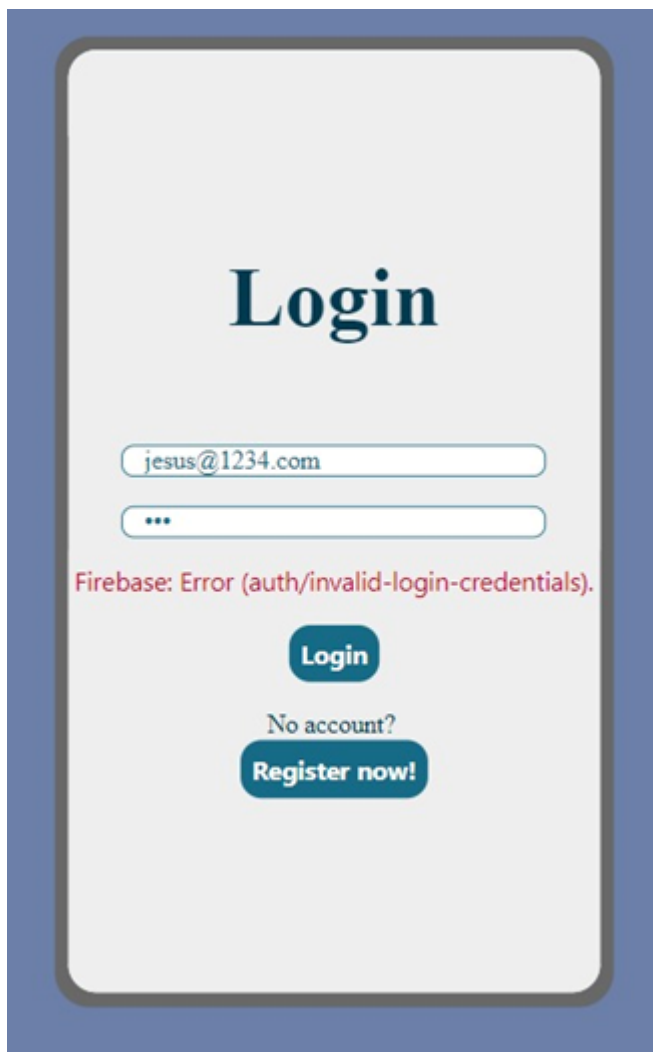 Login
jesus@1234.com
•••
Firebase: Error (auth/invalid-login-credentials).
Login
No account?
Register now!